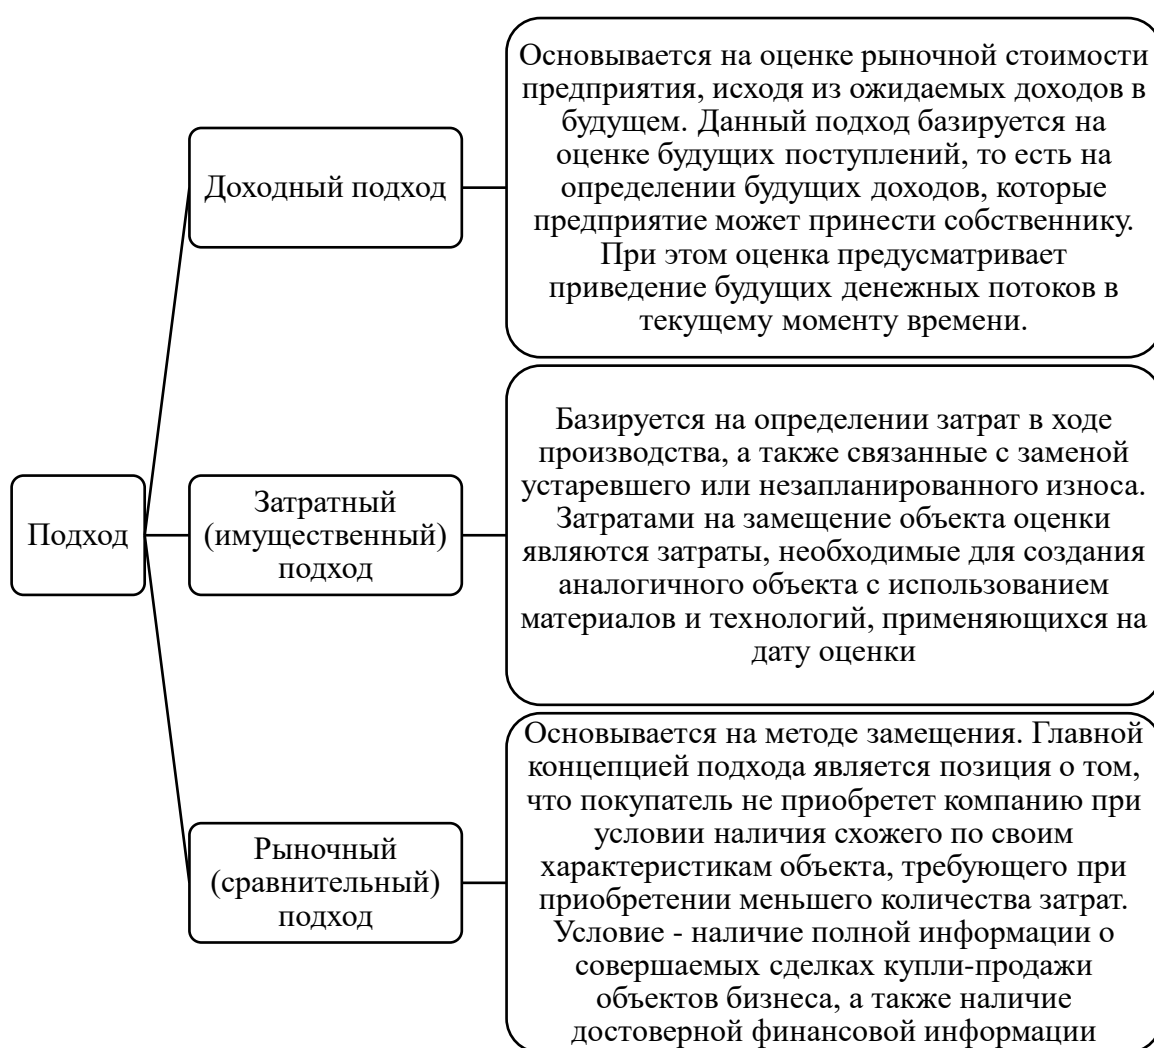 Подход
Доходный подход
Основывается на оценке рыночной стоимости
предприятия, исходя из ожидаемых доходов в
будущем. Данный подход базируется на
оценке будущих поступлений, то есть на
определении будущих доходов, которые
предприятие может принести собственнику.
При этом оценка предусматривает
приведение будущих денежных потоков в
текущему моменту времени.
Затратный
(имущественный)
подход
Базируется на определении затрат в ходе
производства, а также связанные с заменой
устаревшего или незапланированного износа.
Затратами на замещение объекта оценки
являются затраты, необходимые для создания
аналогичного объекта с использованием
материалов и технологий, применяющихся на
дату оценки
Рыночный
(сравнительный)
подход
Основывается на методе замещения. Главной
концепцией подхода является позиция о том,
что покупатель не приобретет компанию при
условии наличия схожего по своим
характеристикам объекта, требующего при
приобретении меньшего количества затрат.
Условие - наличие полной информации о
совершаемых сделках купли-продажи
объектов бизнеса, а также наличие
достоверной финансовой информации